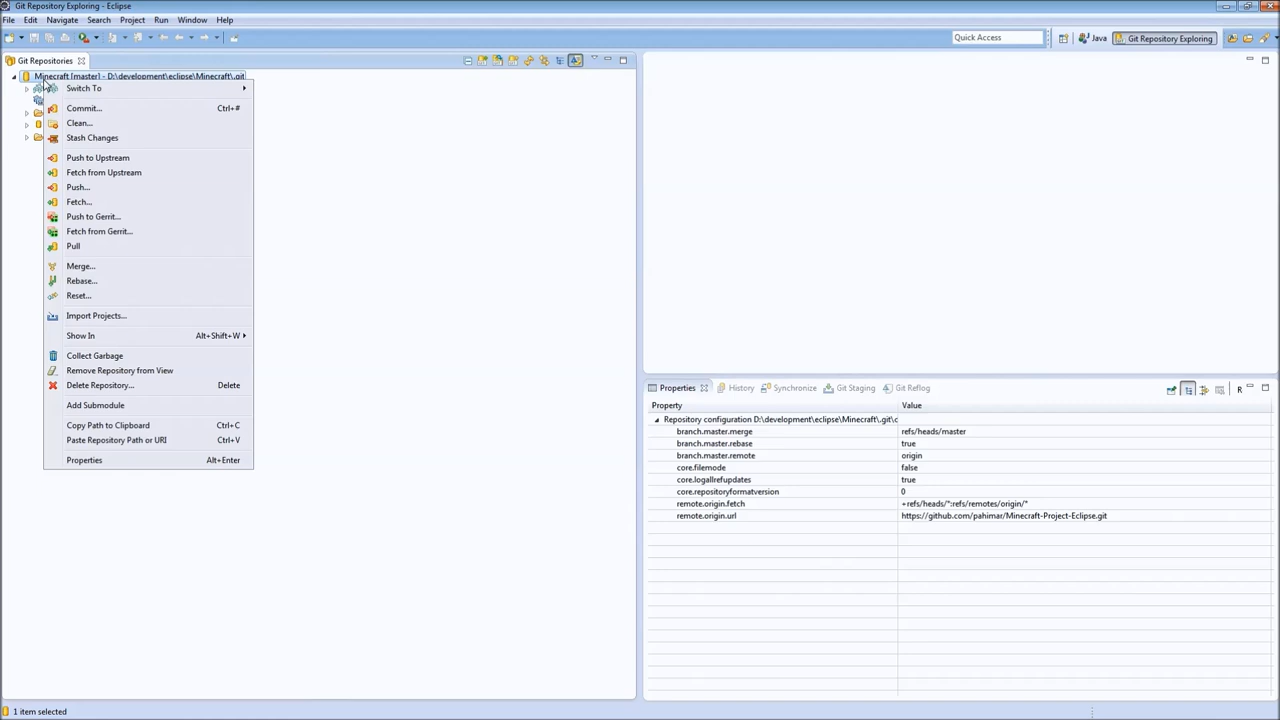 Git Repository Exploring - Eclipse
File Edit Navigate Search Project Run Window Help
Quick Access
Java
Git Repository Exploring
Git Repositories
Minecraft [master] - D:\development\eclipse\Minecraft\.git
Switch To
Commit... Ctrl+#
Clean...
Stash Changes
Push to Upstream
Fetch from Upstream
Push...
Fetch...
Push to Gerrit...
Fetch from Gerrit...
Pull
Merge...
Rebase...
Reset...
Import Projects...
Show In Alt+Shift+W
Collect Garbage
Remove Repository from View
Delete Repository... Delete
Add Submodule
Copy Path to Clipboard Ctrl+C
Paste Repository Path or URI Ctrl+V
Properties Alt+Enter
Properties History Synchronize Git Staging Git Reflog R
Property Value
Repository configuration D:\development\eclipse\Minecraft\.git\c
branch.master.merge refs/heads/master
branch.master.rebase true
branch.master.remote origin
core.filemode false
core.logallrefupdates true
core.repositoryformatversion 0
remote.origin.fetch +refs/heads/*:refs/remotes/origin/*
remote.origin.url https://github.com/pahimar/Minecraft-Project-Eclipse.git
1 item selected